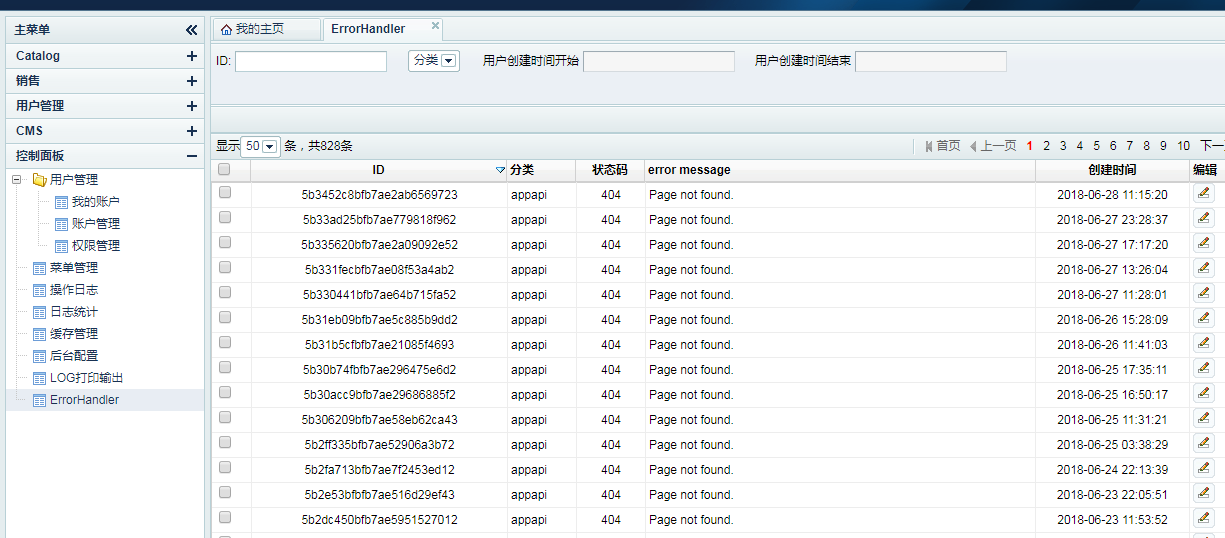 主菜单
Catalog
销售
用户管理
CMS
控制面板
用户管理
我的账户
账户管理
权限管理
菜单管理
操作日志
日志统计
缓存管理
后台配置
LOG打印输出
ErrorHandler
我的主页 ErrorHandler
ID: 分类 用户创建时间开始 用户创建时间结束
显示 50 条，共828条 首页 上一页 1 2 3 4 5 6 7 8 9 10 下一
ID 分类 状态码 error message 创建时间 编辑
5b3452c8bfb7ae2ab6569723 appapi 404 Page not found. 2018-06-28 11:15:20
5b33ad25bfb7ae779818f962 appapi 404 Page not found. 2018-06-27 23:28:37
5b335620bfb7ae2a09092e52 appapi 404 Page not found. 2018-06-27 17:17:20
5b331fecbfb7ae08f53a4ab2 appapi 404 Page not found. 2018-06-27 13:26:04
5b330441bfb7ae64b715fa52 appapi 404 Page not found. 2018-06-27 11:28:01
5b31eb09bfb7ae5c885b9dd2 appapi 404 Page not found. 2018-06-26 15:28:09
5b31b5cfbfb7ae21085f4693 appapi 404 Page not found. 2018-06-26 11:41:03
5b30b74fbfb7ae296475e6d2 appapi 404 Page not found. 2018-06-25 17:35:11
5b30acc9bfb7ae29686885f2 appapi 404 Page not found. 2018-06-25 16:50:17
5b306209bfb7ae58eb62ca43 appapi 404 Page not found. 2018-06-25 11:31:21
5b2ff335bfb7ae52906a3b72 appapi 404 Page not found. 2018-06-25 03:38:29
5b2fa713bfb7ae7f2453ed12 appapi 404 Page not found. 2018-06-24 22:13:39
5b2e53bfbfb7ae516d29ef43 appapi 404 Page not found. 2018-06-23 22:05:51
5b2dc450bfb7ae5951527012 appapi 404 Page not found. 2018-06-23 11:53:52